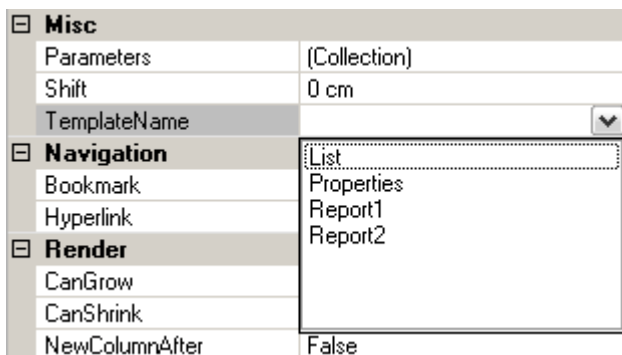 Misc
Parameters (Collection)
Shift 0 cm
TemplateName
Navigation
List
Bookmark
Properties
Hyperlink
Report1
Report2
Render
CanGrow
CanShrink
NewColumnAfter False